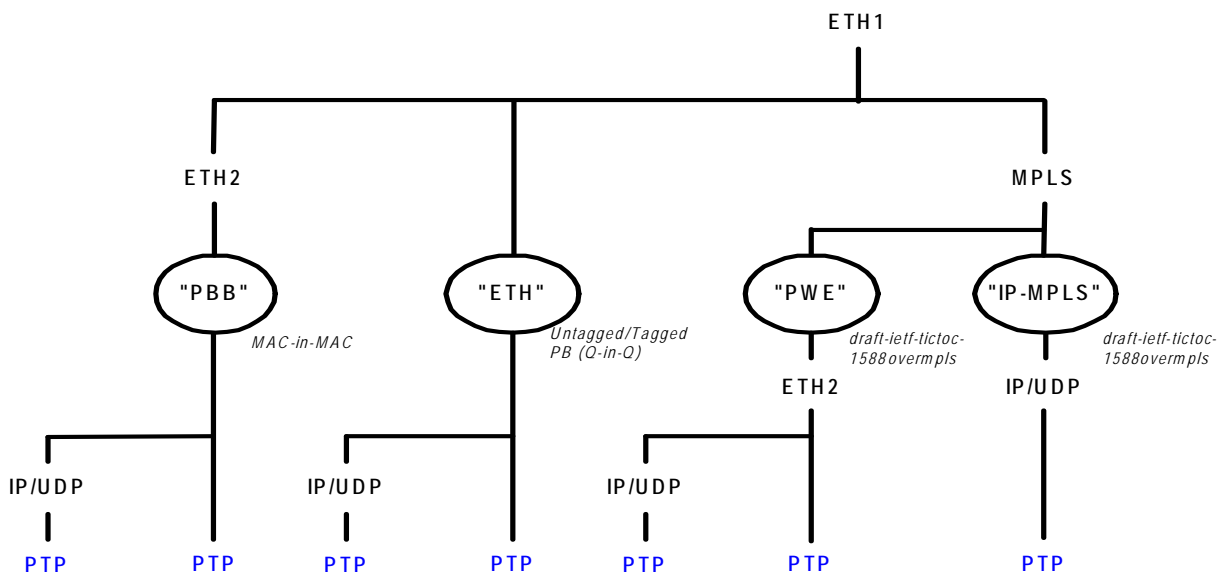 ETH1
ETH2
MPLS
"PBB"
"ETH"
"PWE"
"IP-MPLS"
MAC-in-MAC
Untagged/Tagged
PB (Q-in-Q)
draft-ietf-tictoc-
1588overmpls
draft-ietf-tictoc-
1588overmpls
ETH2
IP/UDP
IP/UDP
IP/UDP
IP/UDP
PTP
PTP
PTP
PTP
PTP
PTP
PTP